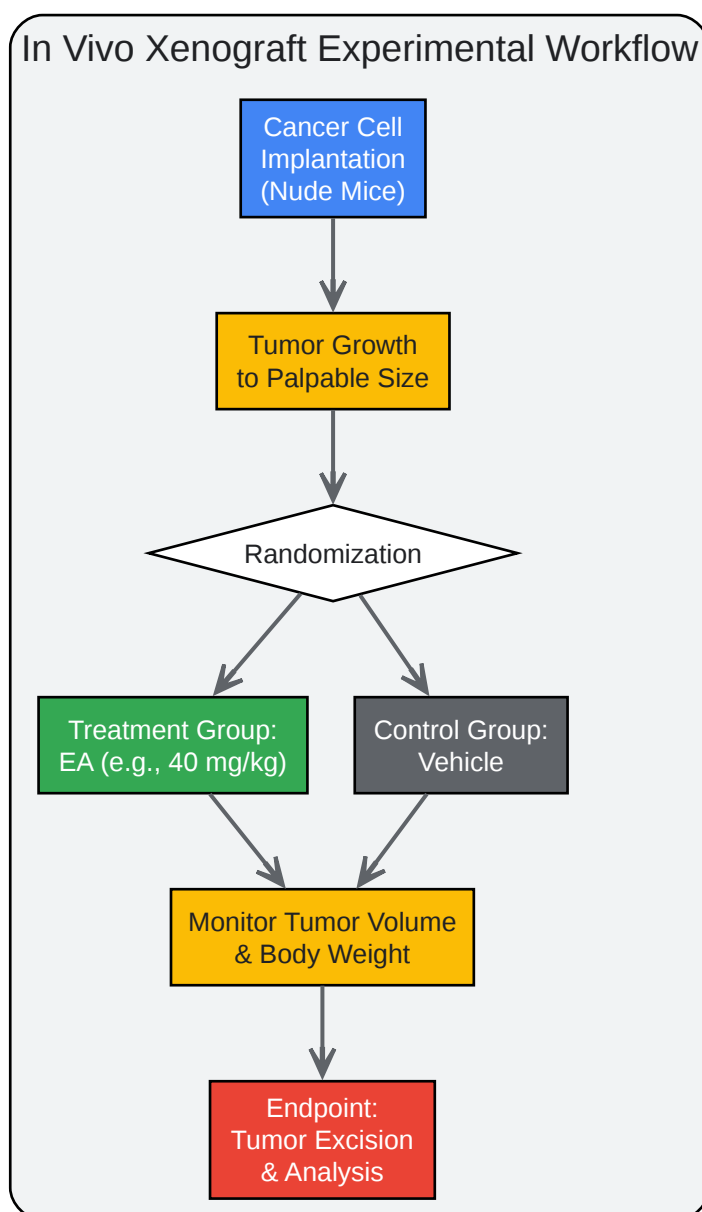 In Vivo Xenograft Experimental Workflow
Cancer Cell
Implantation
(Nude Mice)
Tumor Growth
to Palpable Size
Randomization
Treatment Group:
EA (e.g., 40 mg/kg)
Control Group:
Vehicle
Monitor Tumor Volume
& Body Weight
Endpoint:
Tumor Excision
& Analysis